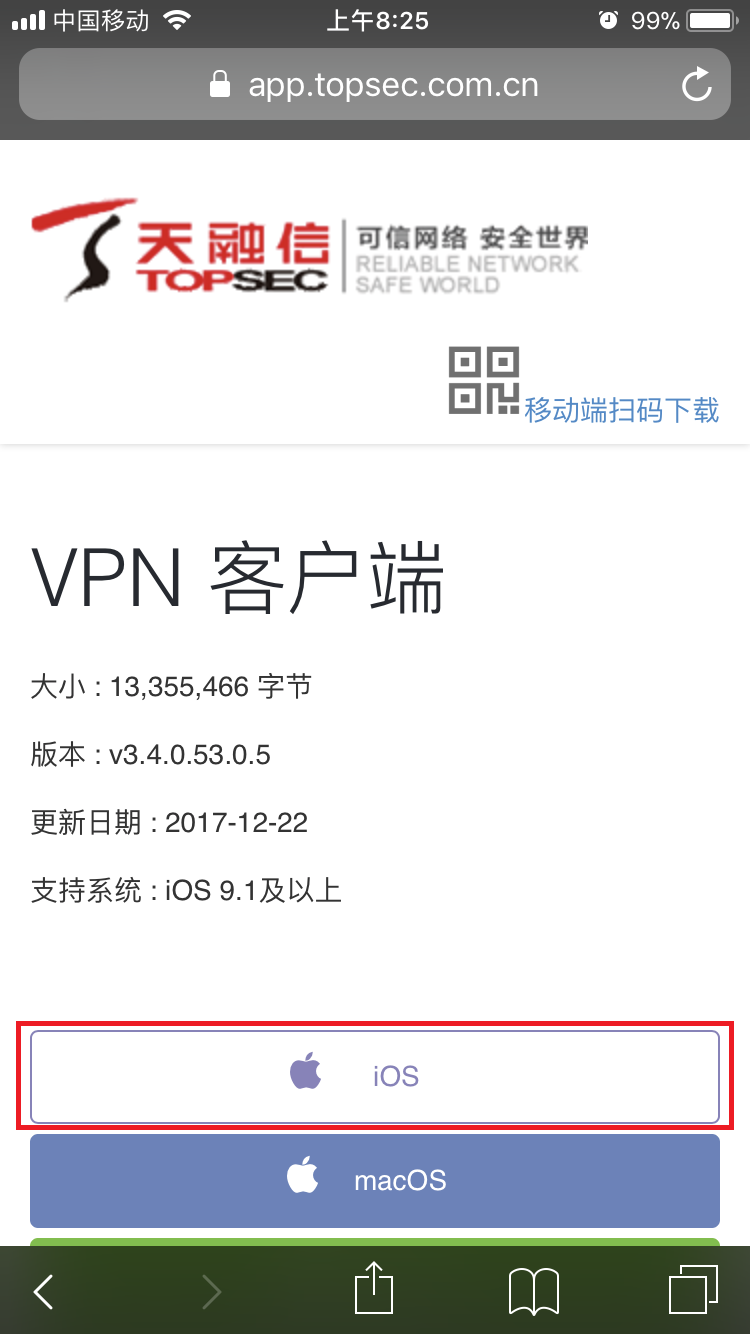 中国移动 上午8:25 99%
app.topsec.com.cn
天融信 可信网络 安全世界
TOPSEC RELIABLE NETWORK
SAFE WORLD
移动端扫码下载
VPN 客户端
大小 : 13,355,466 字节
版本 : v3.4.0.53.0.5
更新日期 : 2017-12-22
支持系统 : iOS 9.1及以上
iOS
macOS